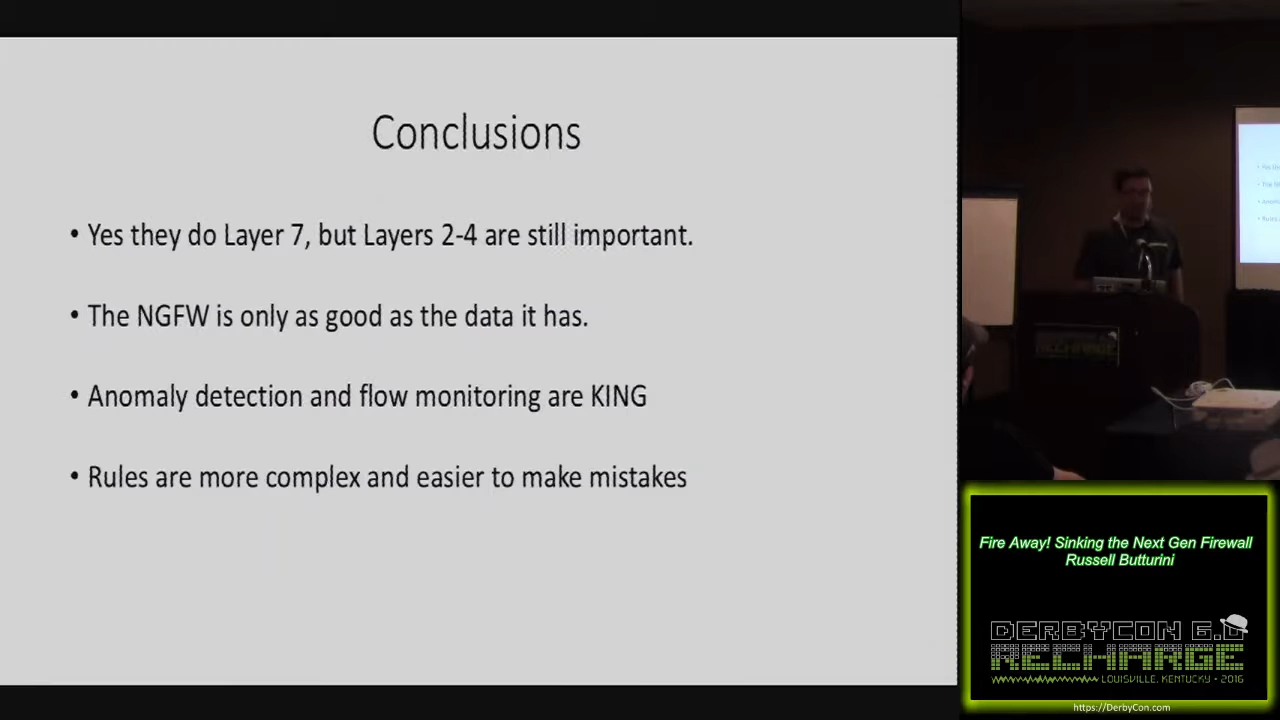 Conclusions
• Yes they do Layer 7, but Layers 2-4 are still important.
• The NGFW is only as good as the data it has.
• Anomaly detection and flow monitoring are KING
• Rules are more complex and easier to make mistakes
RECHARGE
Fire Away! Sinking the Next Gen Firewall
Russell Butturini
DERBYCON 6.0
RECHARGE
LOUISVILLE, KENTUCKY • 2016
https://DerbyCon.com